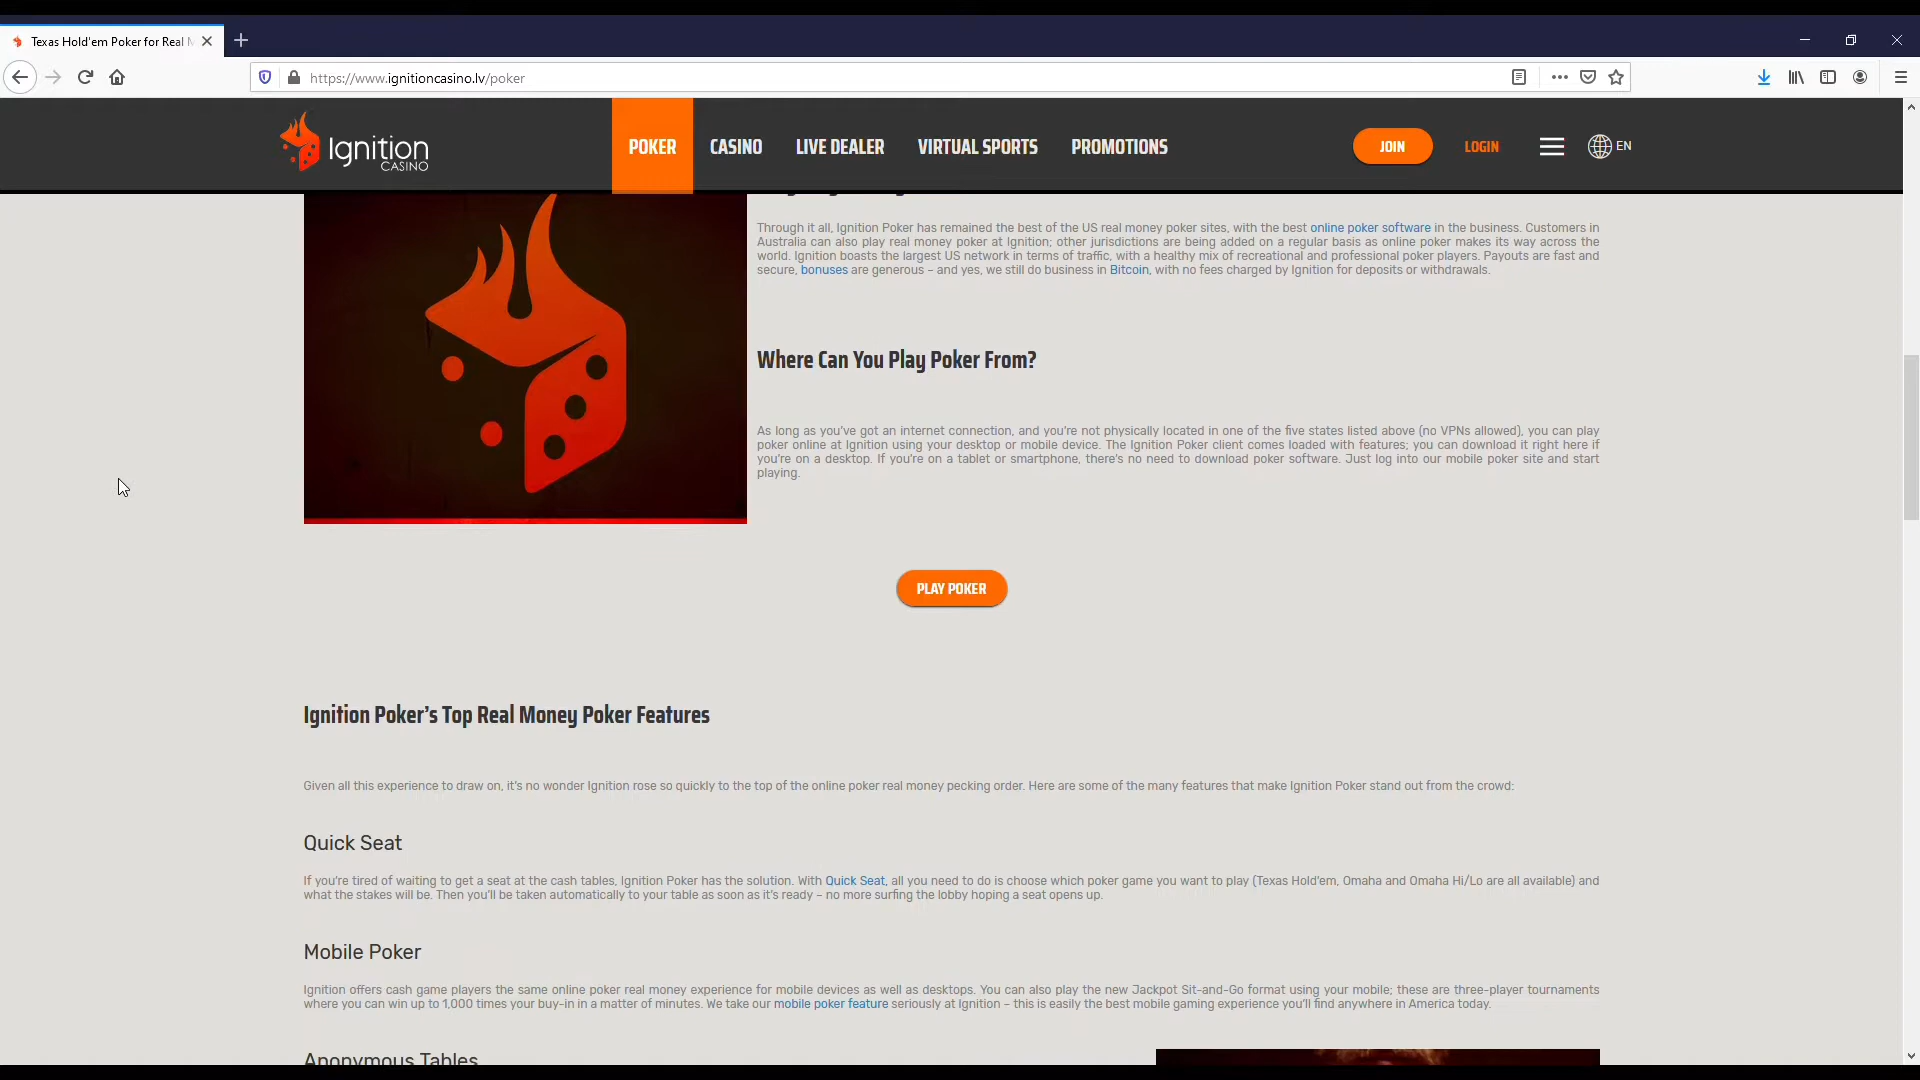 Texas Hold'em Poker for Real M
https://www.ignitioncasino.lv/poker
Ignition
CASINO
POKER
CASINO
LIVE DEALER
VIRTUAL SPORTS
PROMOTIONS
JOIN
LOGIN
EN
Through it all, Ignition Poker has remained the best of the US real money poker sites, with the best online poker software in the business. Customers in
Australia can also play real money poker at Ignition; other jurisdictions are being added on a regular basis as online poker makes its way across the
world. Ignition boasts the largest US network in terms of traffic, with a healthy mix of recreational and professional poker players. Payouts are fast and
secure, bonuses are generous – and yes, we still do business in Bitcoin, with no fees charged by Ignition for deposits or withdrawals.
Where Can You Play Poker From?
As long as you've got an internet connection, and you're not physically located in one of the five states listed above (no VPNs allowed), you can play
poker online at Ignition using your desktop or mobile device. The Ignition Poker client comes loaded with features; you can download it right here if
you're on a desktop. If you're on a tablet or smartphone, there's no need to download poker software. Just log into our mobile poker site and start
playing.
PLAY POKER
Ignition Poker's Top Real Money Poker Features
Given all this experience to draw on, it's no wonder Ignition rose so quickly to the top of the online poker real money pecking order. Here are some of the many features that make Ignition Poker stand out from the crowd:
Quick Seat
If you're tired of waiting to get a seat at the cash tables, Ignition Poker has the solution. With Quick Seat, all you need to do is choose which poker game you want to play (Texas Hold'em, Omaha and Omaha Hi/Lo are all available) and
what the stakes will be. Then you'll be taken automatically to your table as soon as it's ready – no more surfing the lobby hoping a seat opens up.
Mobile Poker
Ignition offers cash game players the same online poker real money experience for mobile devices as well as desktops. You can also play the new Jackpot Sit-and-Go format using your mobile; these are three-player tournaments
where you can win up to 1,000 times your buy-in in a matter of minutes. We take our mobile poker feature seriously at Ignition – this is easily the best mobile gaming experience you'll find anywhere in America today.
Anonymous Tables